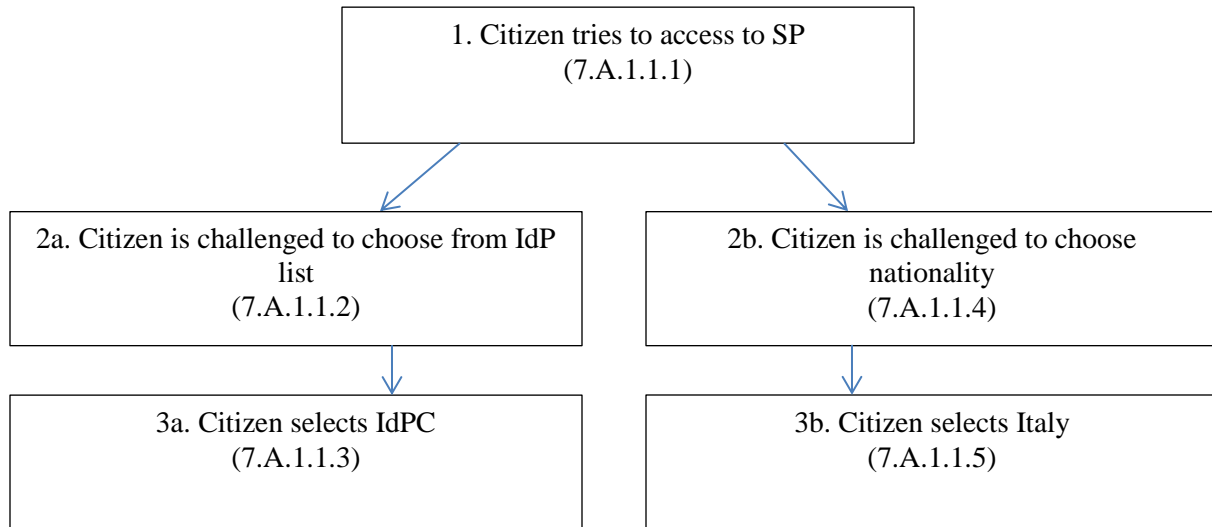 1. Citizen tries to access to SP
(7.A.1.1.1)
2a. Citizen is challenged to choose from IdP
list
(7.A.1.1.2)
2b. Citizen is challenged to choose
nationality
(7.A.1.1.4)
3a. Citizen selects IdPC
(7.A.1.1.3)
3b. Citizen selects Italy
(7.A.1.1.5)